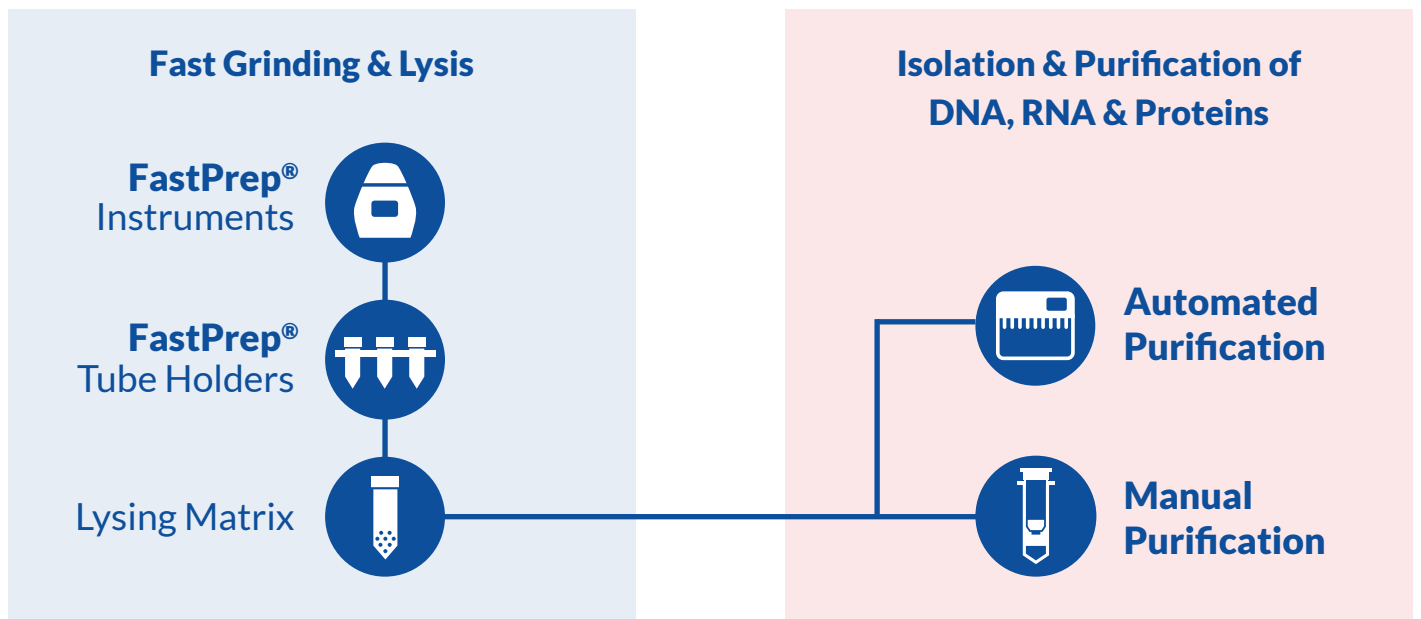 Fast Grinding & Lysis
FastPrep®
Instruments
FastPrep®
Tube Holders
Lysing Matrix
Isolation & Purification of
DNA, RNA & Proteins
Automated
Purification
Manual
Purification